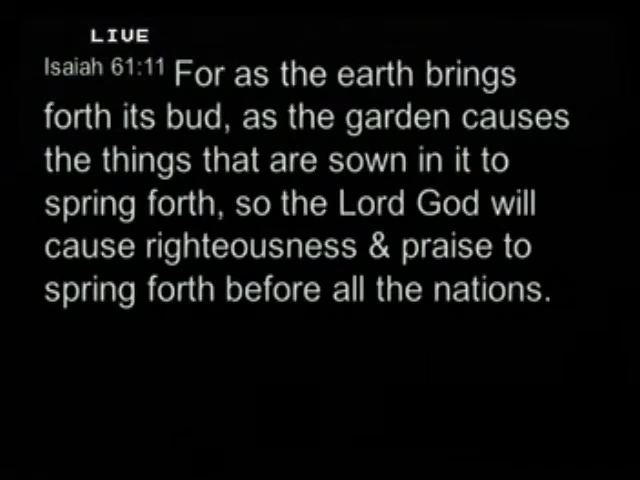 LIVE
Isaiah 61:11 For as the earth brings
forth its bud, as the garden causes
the things that are sown in it to
spring forth, so the Lord God will
cause righteousness & praise to
spring forth before all the nations.